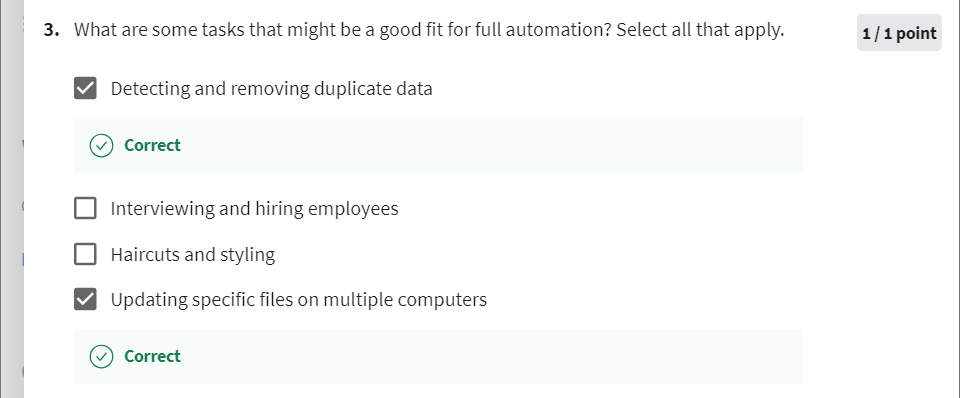 3. What are some tasks that might be a good fit for full automation? Select all that apply.
1 / 1 point
Detecting and removing duplicate data
Correct
Interviewing and hiring employees
Haircuts and styling
Updating specific files on multiple computers
Correct